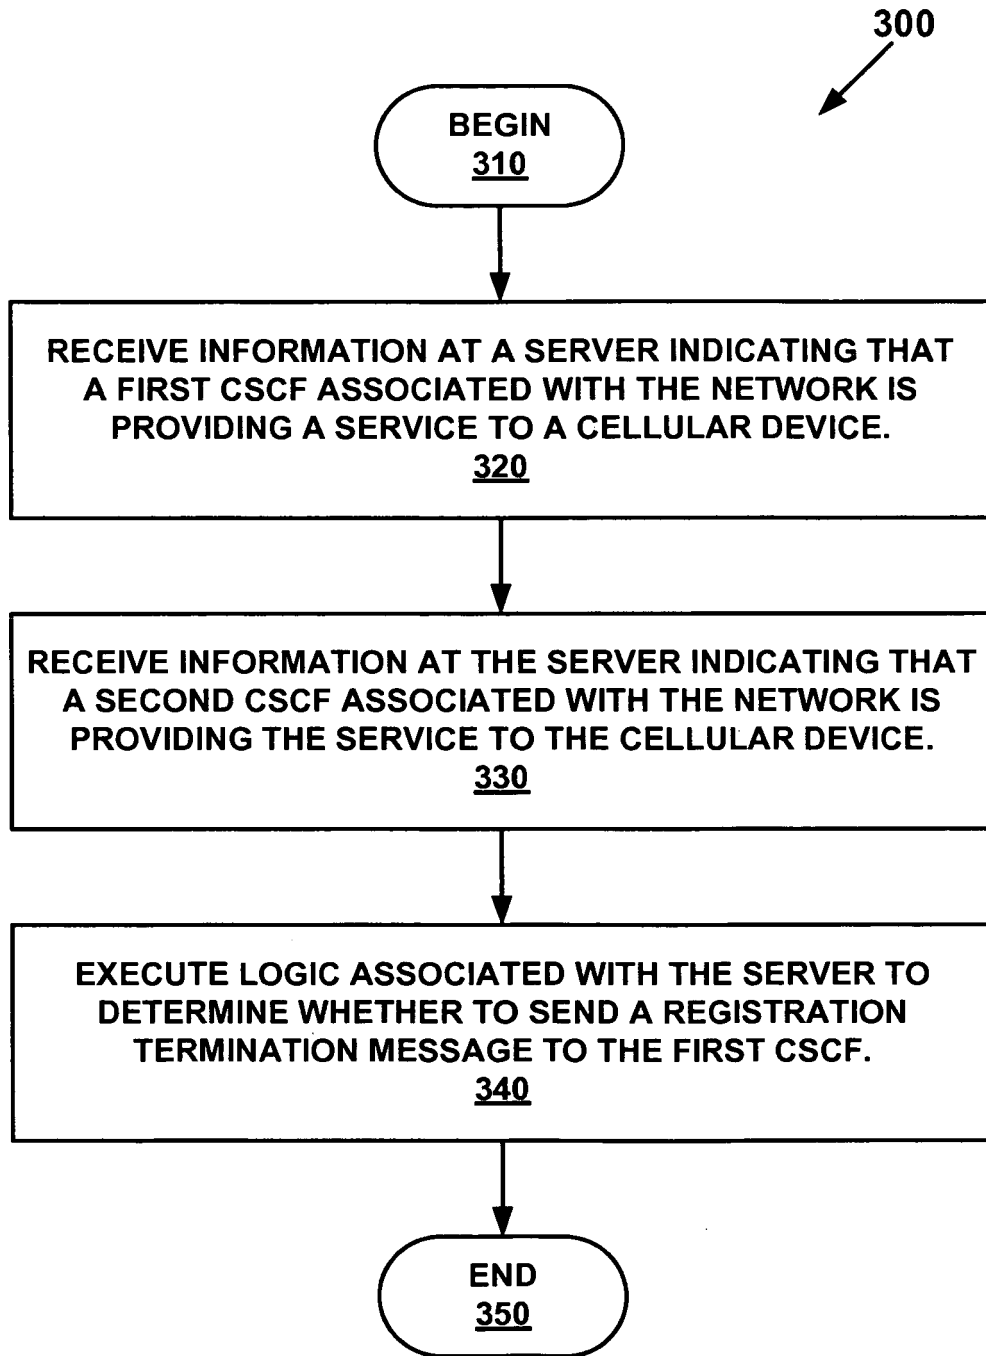 300
BEGIN
310
RECEIVE INFORMATION AT A SERVER INDICATING THAT
A FIRST CSCF ASSOCIATED WITH THE NETWORK IS
PROVIDING A SERVICE TO A CELLULAR DEVICE.
320
RECEIVE INFORMATION AT THE SERVER INDICATING THAT
A SECOND CSCF ASSOCIATED WITH THE NETWORK IS
PROVIDING THE SERVICE TO THE CELLULAR DEVICE.
330
EXECUTE LOGIC ASSOCIATED WITH THE SERVER TO
DETERMINE WHETHER TO SEND A REGISTRATION
TERMINATION MESSAGE TO THE FIRST CSCF.
340
END
350